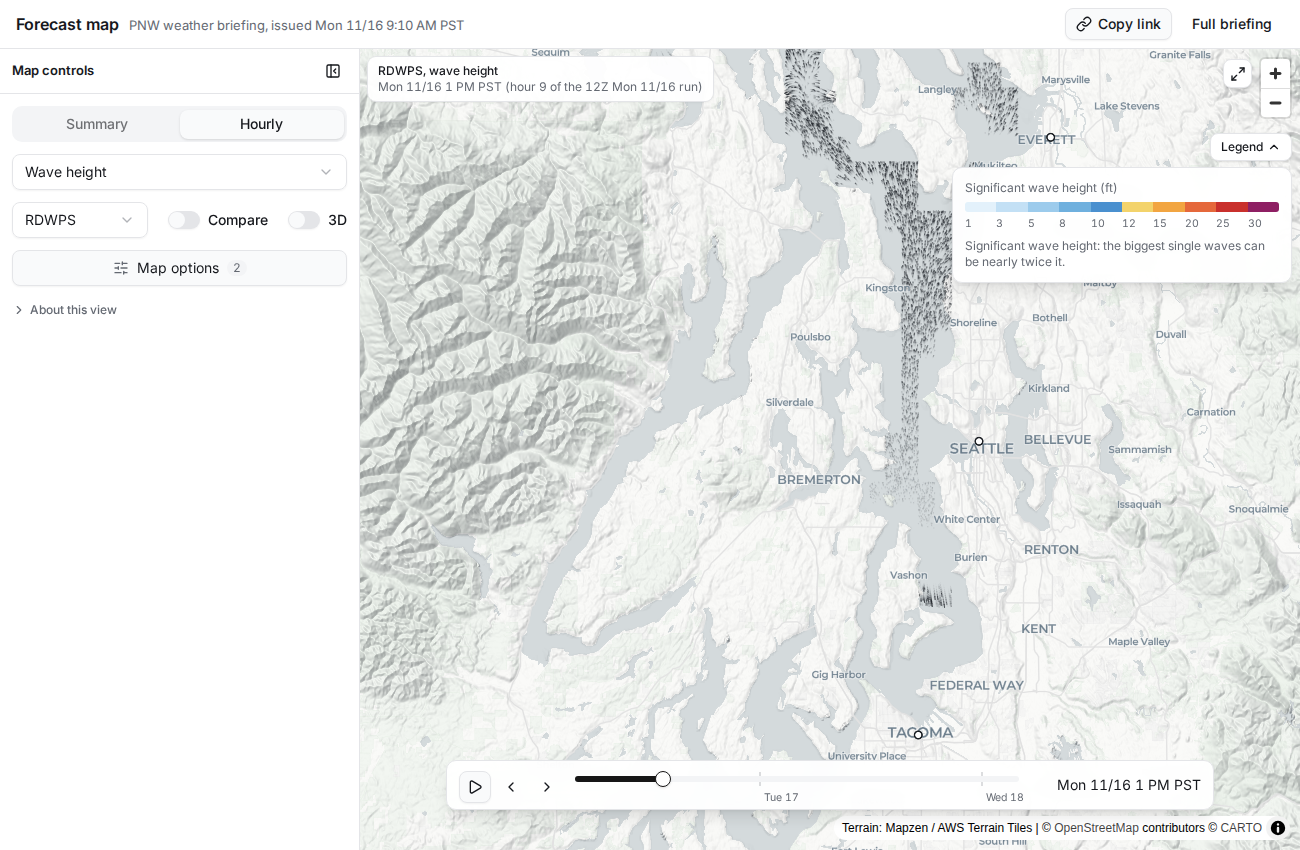 Forecast map PNW weather briefing, issued Mon 11/16 9:10 AM PST
Copy link
Full briefing
Map controls
Summary
Hourly
Wave height
RDWPS
Compare
3D
Map options 2
About this view
RDWPS, wave height
Mon 11/16 1 PM PST (hour 9 of the 12Z Mon 11/16 run)
Legend
Significant wave height (ft)
1 3 5 8 10 12 15 20 25 30
Significant wave height: the biggest single waves can
be nearly twice it.
Sequim
Granite Falls
Marysville
Langley
Lake Stevens
EVERETT
Mukilteo
Maltby
Kingston
Shoreline
Bothell
Poulsbo
Duvall
Kirkland
Silverdale
Carnation
SEATTLE
BELLEVUE
Sammamish
BREMERTON
Issaquah
Snoqualmie
White Center
RENTON
Burien
Vashon
KENT
Maple Valley
Gig Harbor
FEDERAL WAY
TACOMA
University Place
Tue 17
Wed 18
Mon 11/16 1 PM PST
Terrain: Mapzen / AWS Terrain Tiles | © OpenStreetMap contributors © CARTO
South Hill
Fort Lewis